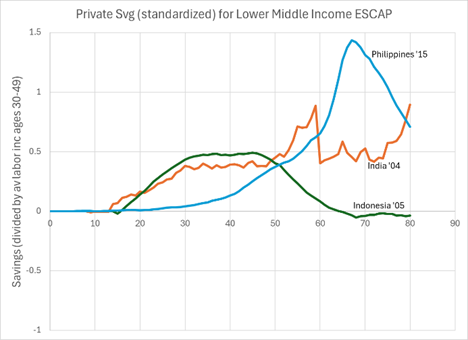 Private Svg (standardized) for Lower Middle Income ESCAP
Savings (divided by av labor inc ages 30-49)
1.5
1
0.5
0
-0.5
-1
0 10 20 30 40 50 60 70 80 90
Philippines '15
India '04
Indonesia '05